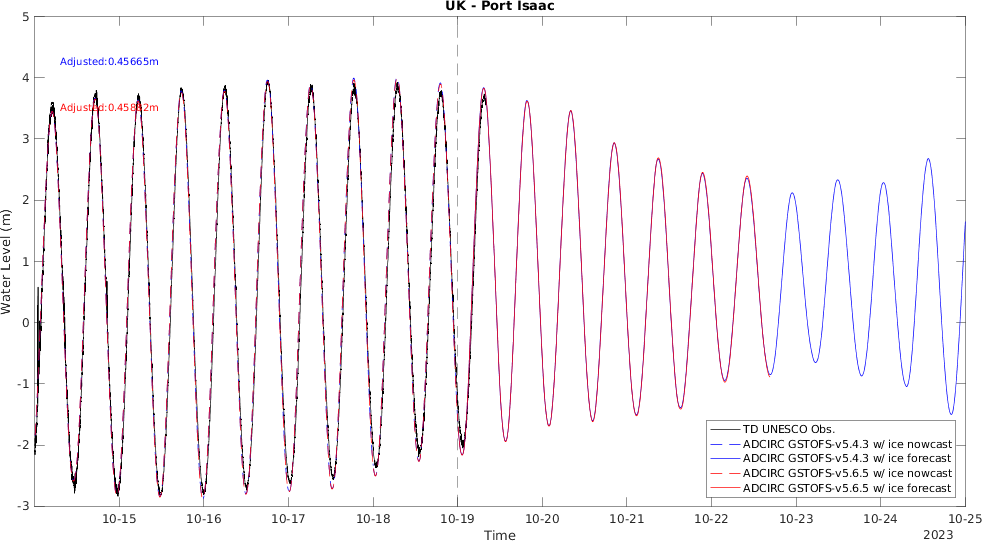 UK - Port Isaac
5
4
3
2
1
0
-1
-2
-3
Water Level (m)
Adjusted:0.45665m
Adjusted:0.45892m
10-15
10-16
10-17
10-18
10-19
10-20
10-21
10-22
10-23
10-24
10-25
Time
2023
TD UNESCO Obs.
ADCIRC GSTOFS-v5.4.3 w/ ice nowcast
ADCIRC GSTOFS-v5.4.3 w/ ice forecast
ADCIRC GSTOFS-v5.6.5 w/ ice nowcast
ADCIRC GSTOFS-v5.6.5 w/ ice forecast